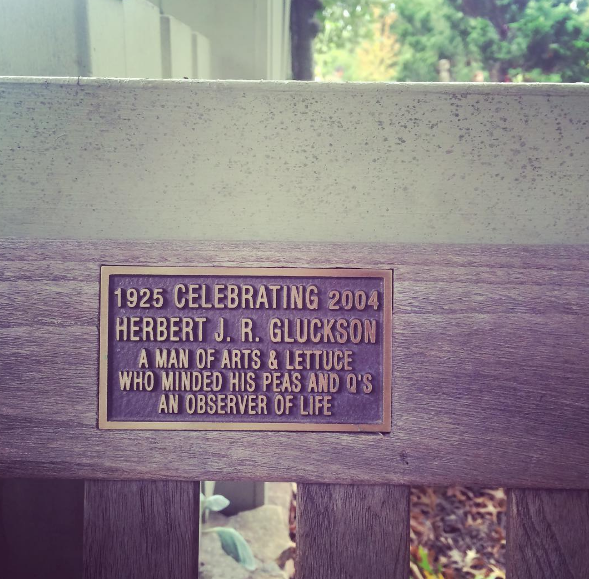 1925 CELEBRATING 2004
HERBERT J. R. GLUCKSON
A MAN OF ARTS & LETTUCE
WHO MINDED HIS PEAS AND Q'S
AN OBSERVER OF LIFE